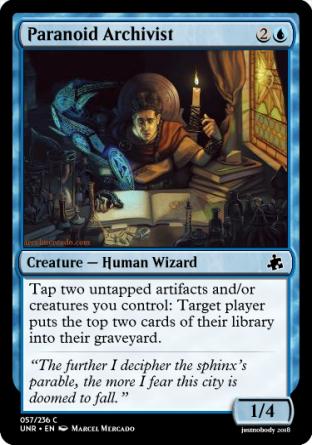 Paranoid Archivist 2
Creature — Human Wizard
Tap two untapped artifacts and/or
creatures you control: Target player
puts the top two cards of their library
into their graveyard.
“The further I decipher the sphinx's
parable, the more I fear this city is
doomed to fall.”
1/4
057/236 C
UNR • EN Marcel Mercado
justnobody 2018